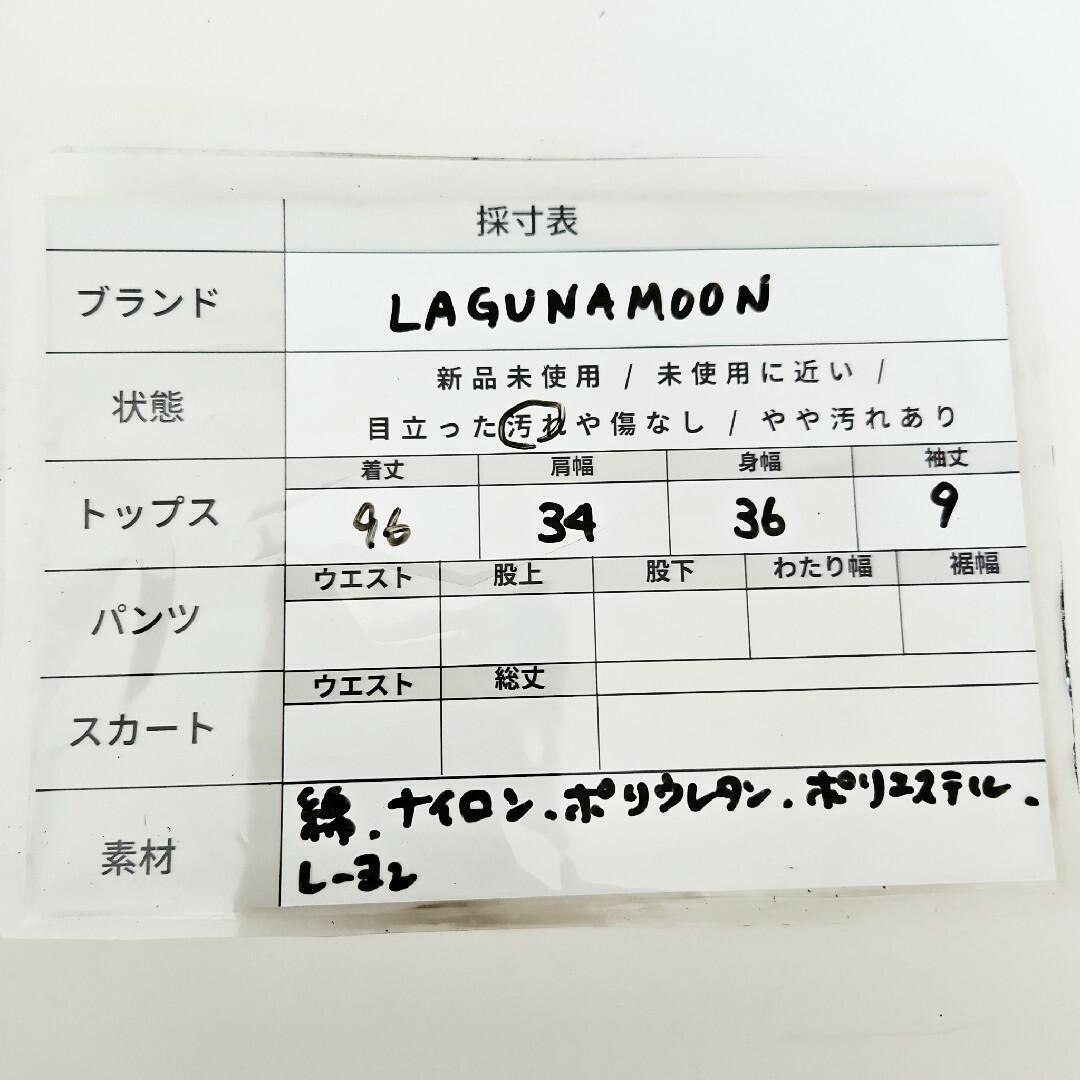 採寸表
ブランド LAGUNAMOON
状態 新品未使用 / 未使用に近い /
目立った汚れや傷なし / やや汚れあり
着丈 肩幅 身幅 袖丈
トップス 96 34 36 9
ウエスト 股上 股下 わたり幅 裾幅
パンツ
ウエスト 総丈
スカート
素材 綿.ナイロン.ポリウレタン.ポリエステル.
レーヨン